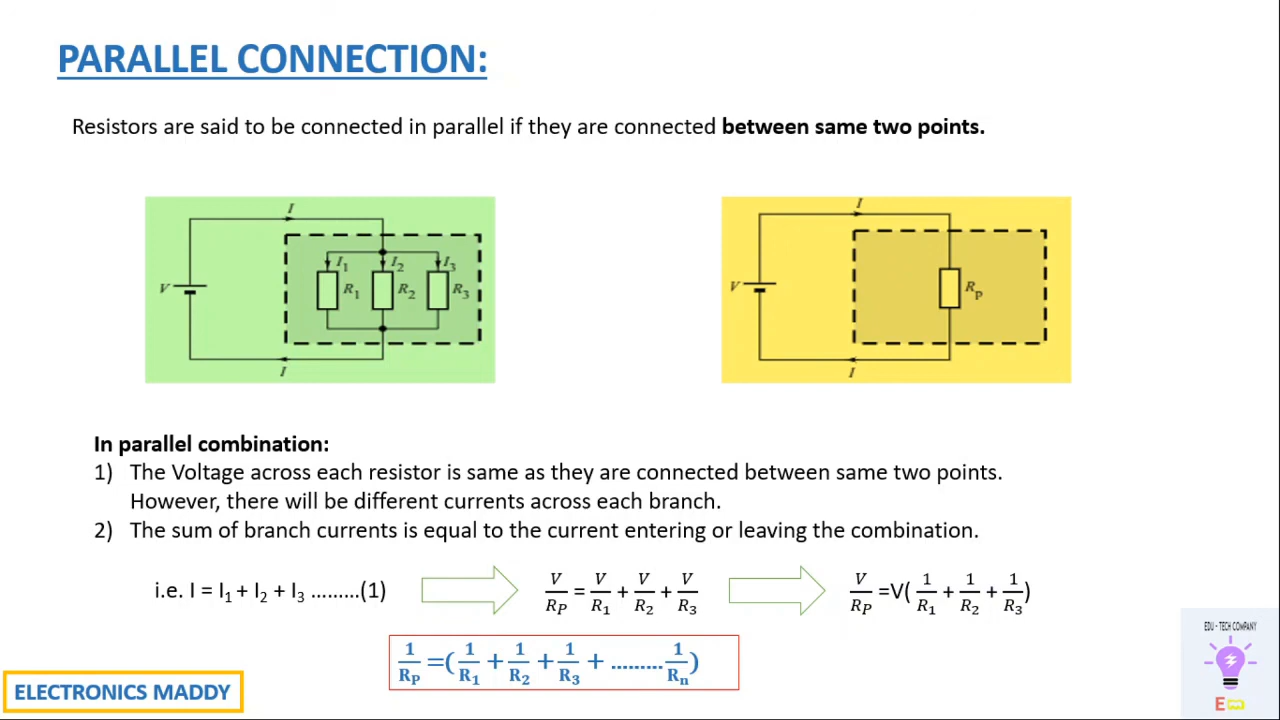 PARALLEL CONNECTION:
Resistors are said to be connected in parallel if they are connected between same two points.
I
I₁ I₂ I₃
V R₁ R₂ R₃
I
I
V R_p
I
In parallel combination:
1) The Voltage across each resistor is same as they are connected between same two points.
However, there will be different currents across each branch.
2) The sum of branch currents is equal to the current entering or leaving the combination.
i.e. I = I₁ + I₂ + I₃ .........(1) V/R_P = V/R₁ + V/R₂ + V/R₃ V/R_P =V( 1/R₁ + 1/R₂ + 1/R₃)
1/R_P =(1/R₁ + 1/R₂ + 1/R₃ + ......... 1/Rₙ)
ELECTRONICS MADDY
EDU - TECH COMPANY
Em